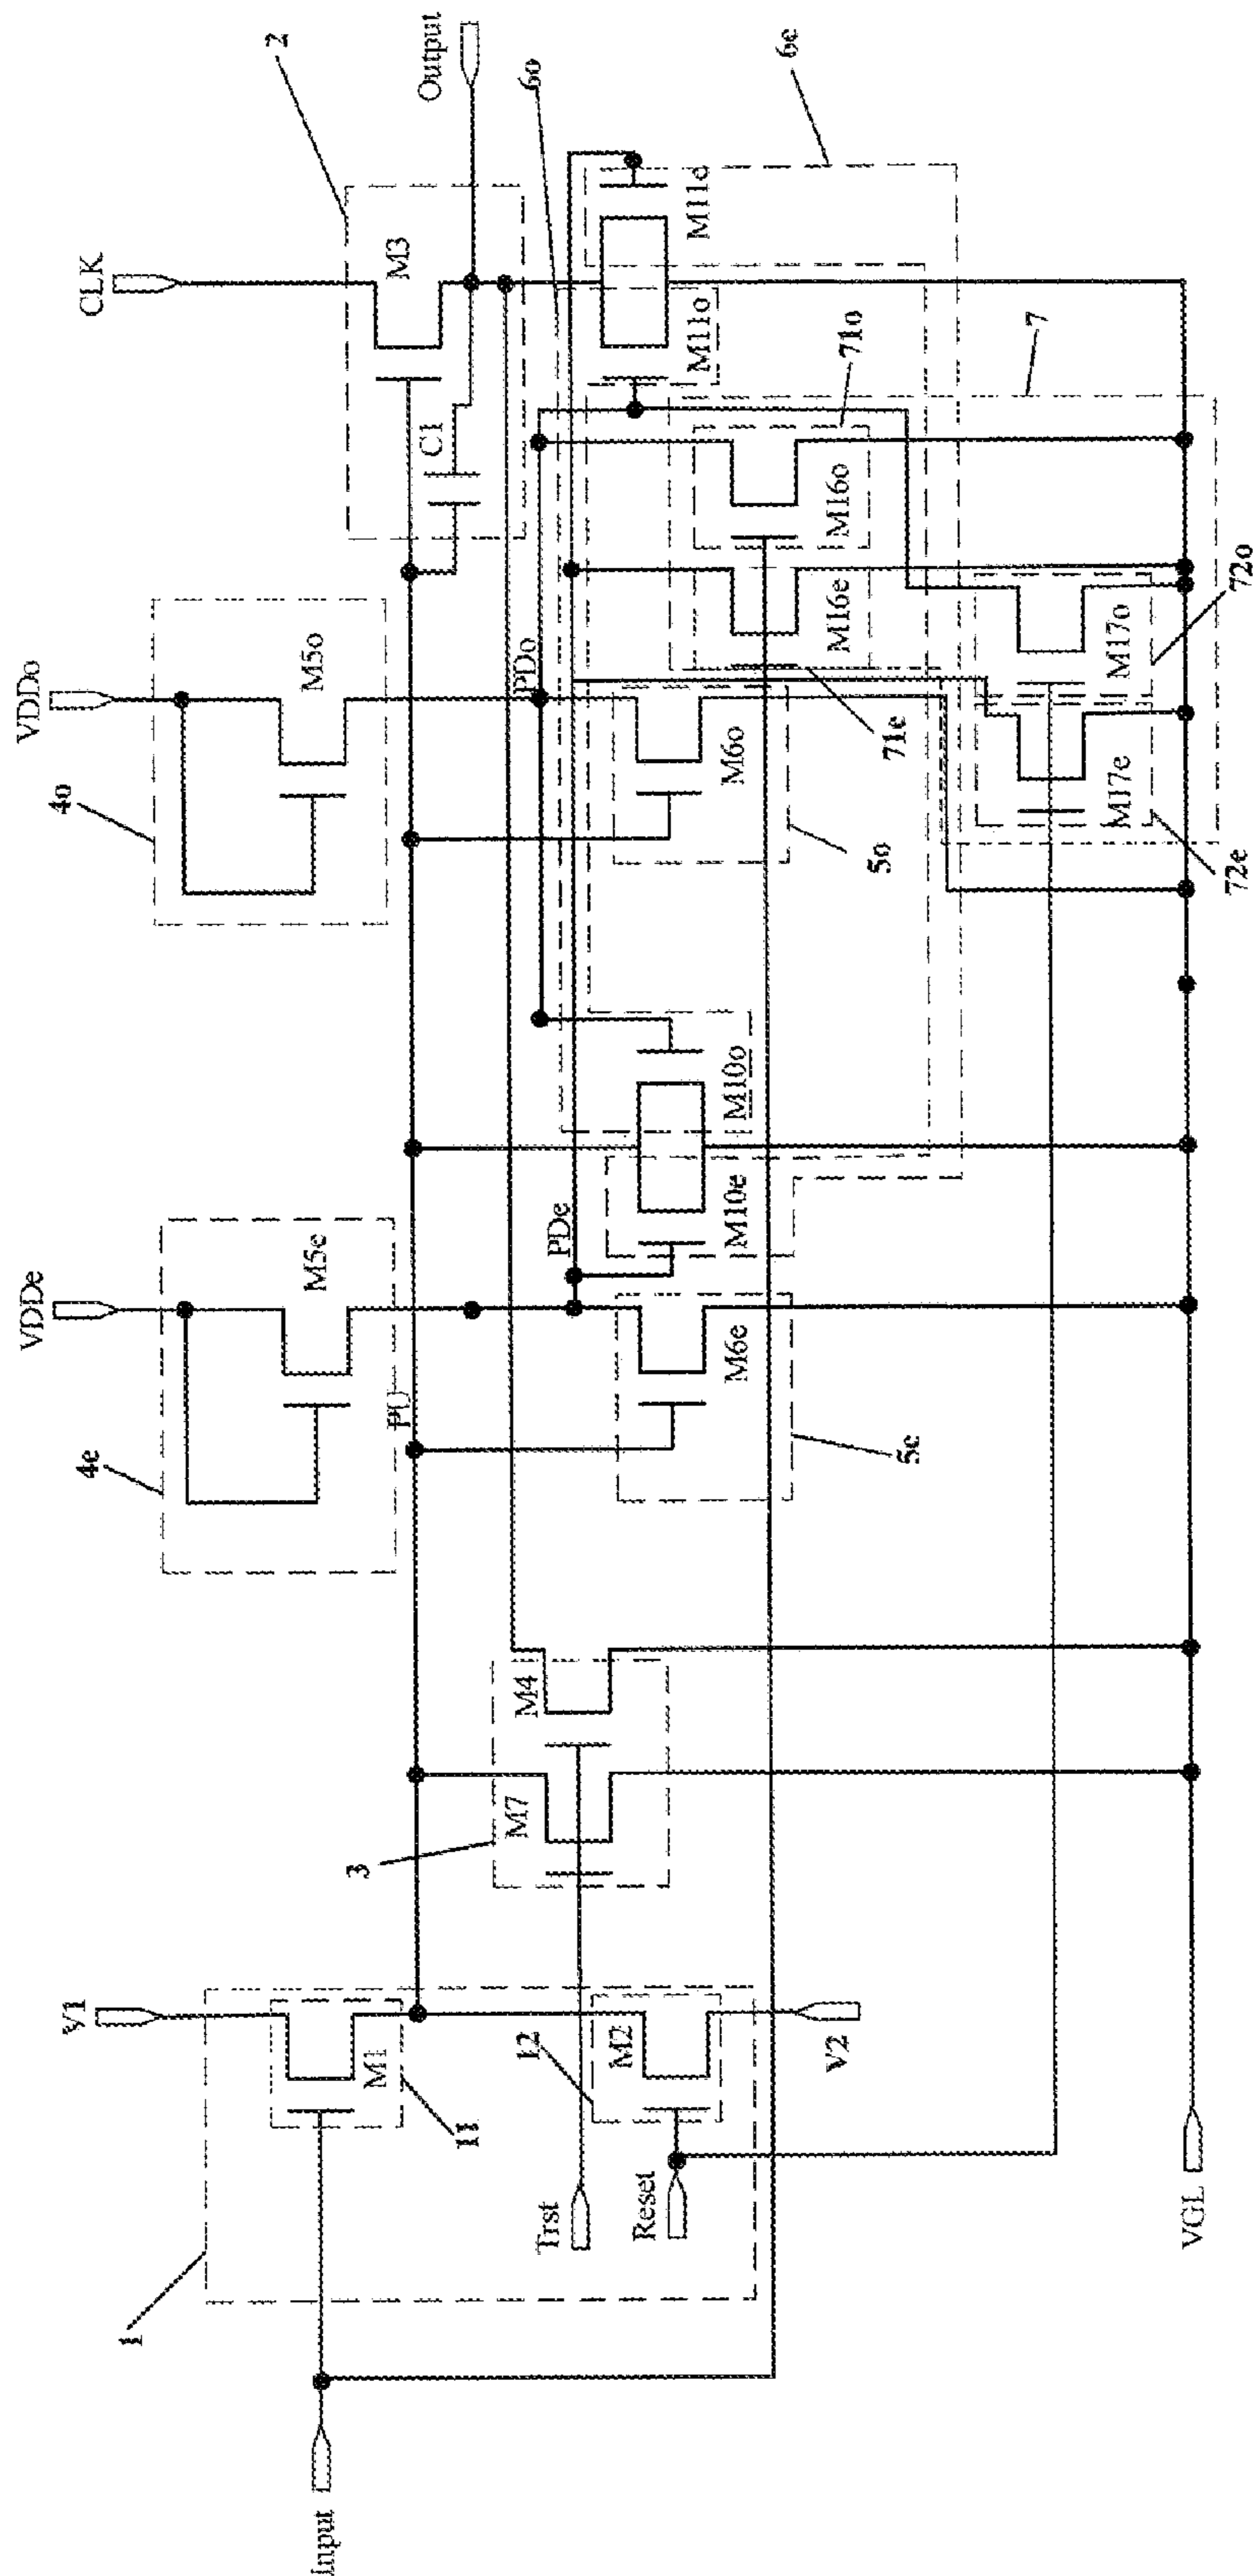 2
Output
6o
6e
CLK
M3
C1
M11o
71o
7
M16o
M16e
VDDo
M5o
4o
PDo
M6o
5o
71e
M17o
72o
M17e
72e
M10o
M10e
PDe
VDDe
M5e
4e
PU
M6e
M4
M7
3
V1
M1
11
12
M2
V2
Trst
Reset
1
Input
VGL